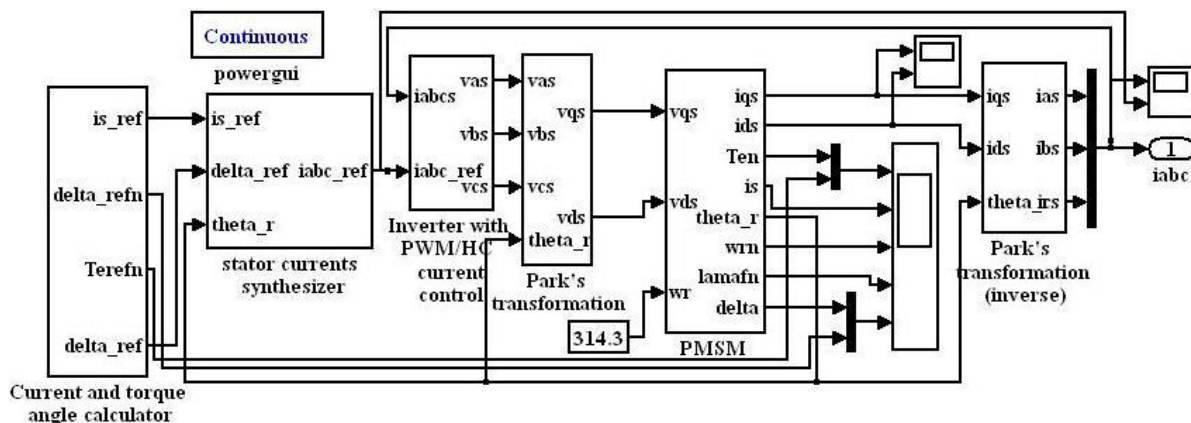 Continuous
powergui
is_ref
delta_refn
Terefn
delta_ref
Current and torque
angle calculator
is_ref
delta_ref
theta_r
iabc_ref
stator currents
synthesizer
iabcs
iabc_ref
vas
vbs
vcs
Inverter with
PWM/HC
current
control
vas
vbs
vcs
theta_r
vqs
vds
Park's
transformation
314.3
vqs
vds
wr
iqs
ids
Ten
is
theta_r
wrn
lamafn
delta
PMSM
iqs
ids
theta_r
ias
ibs
ics
Park's
transformation
(inverse)
1
iabc